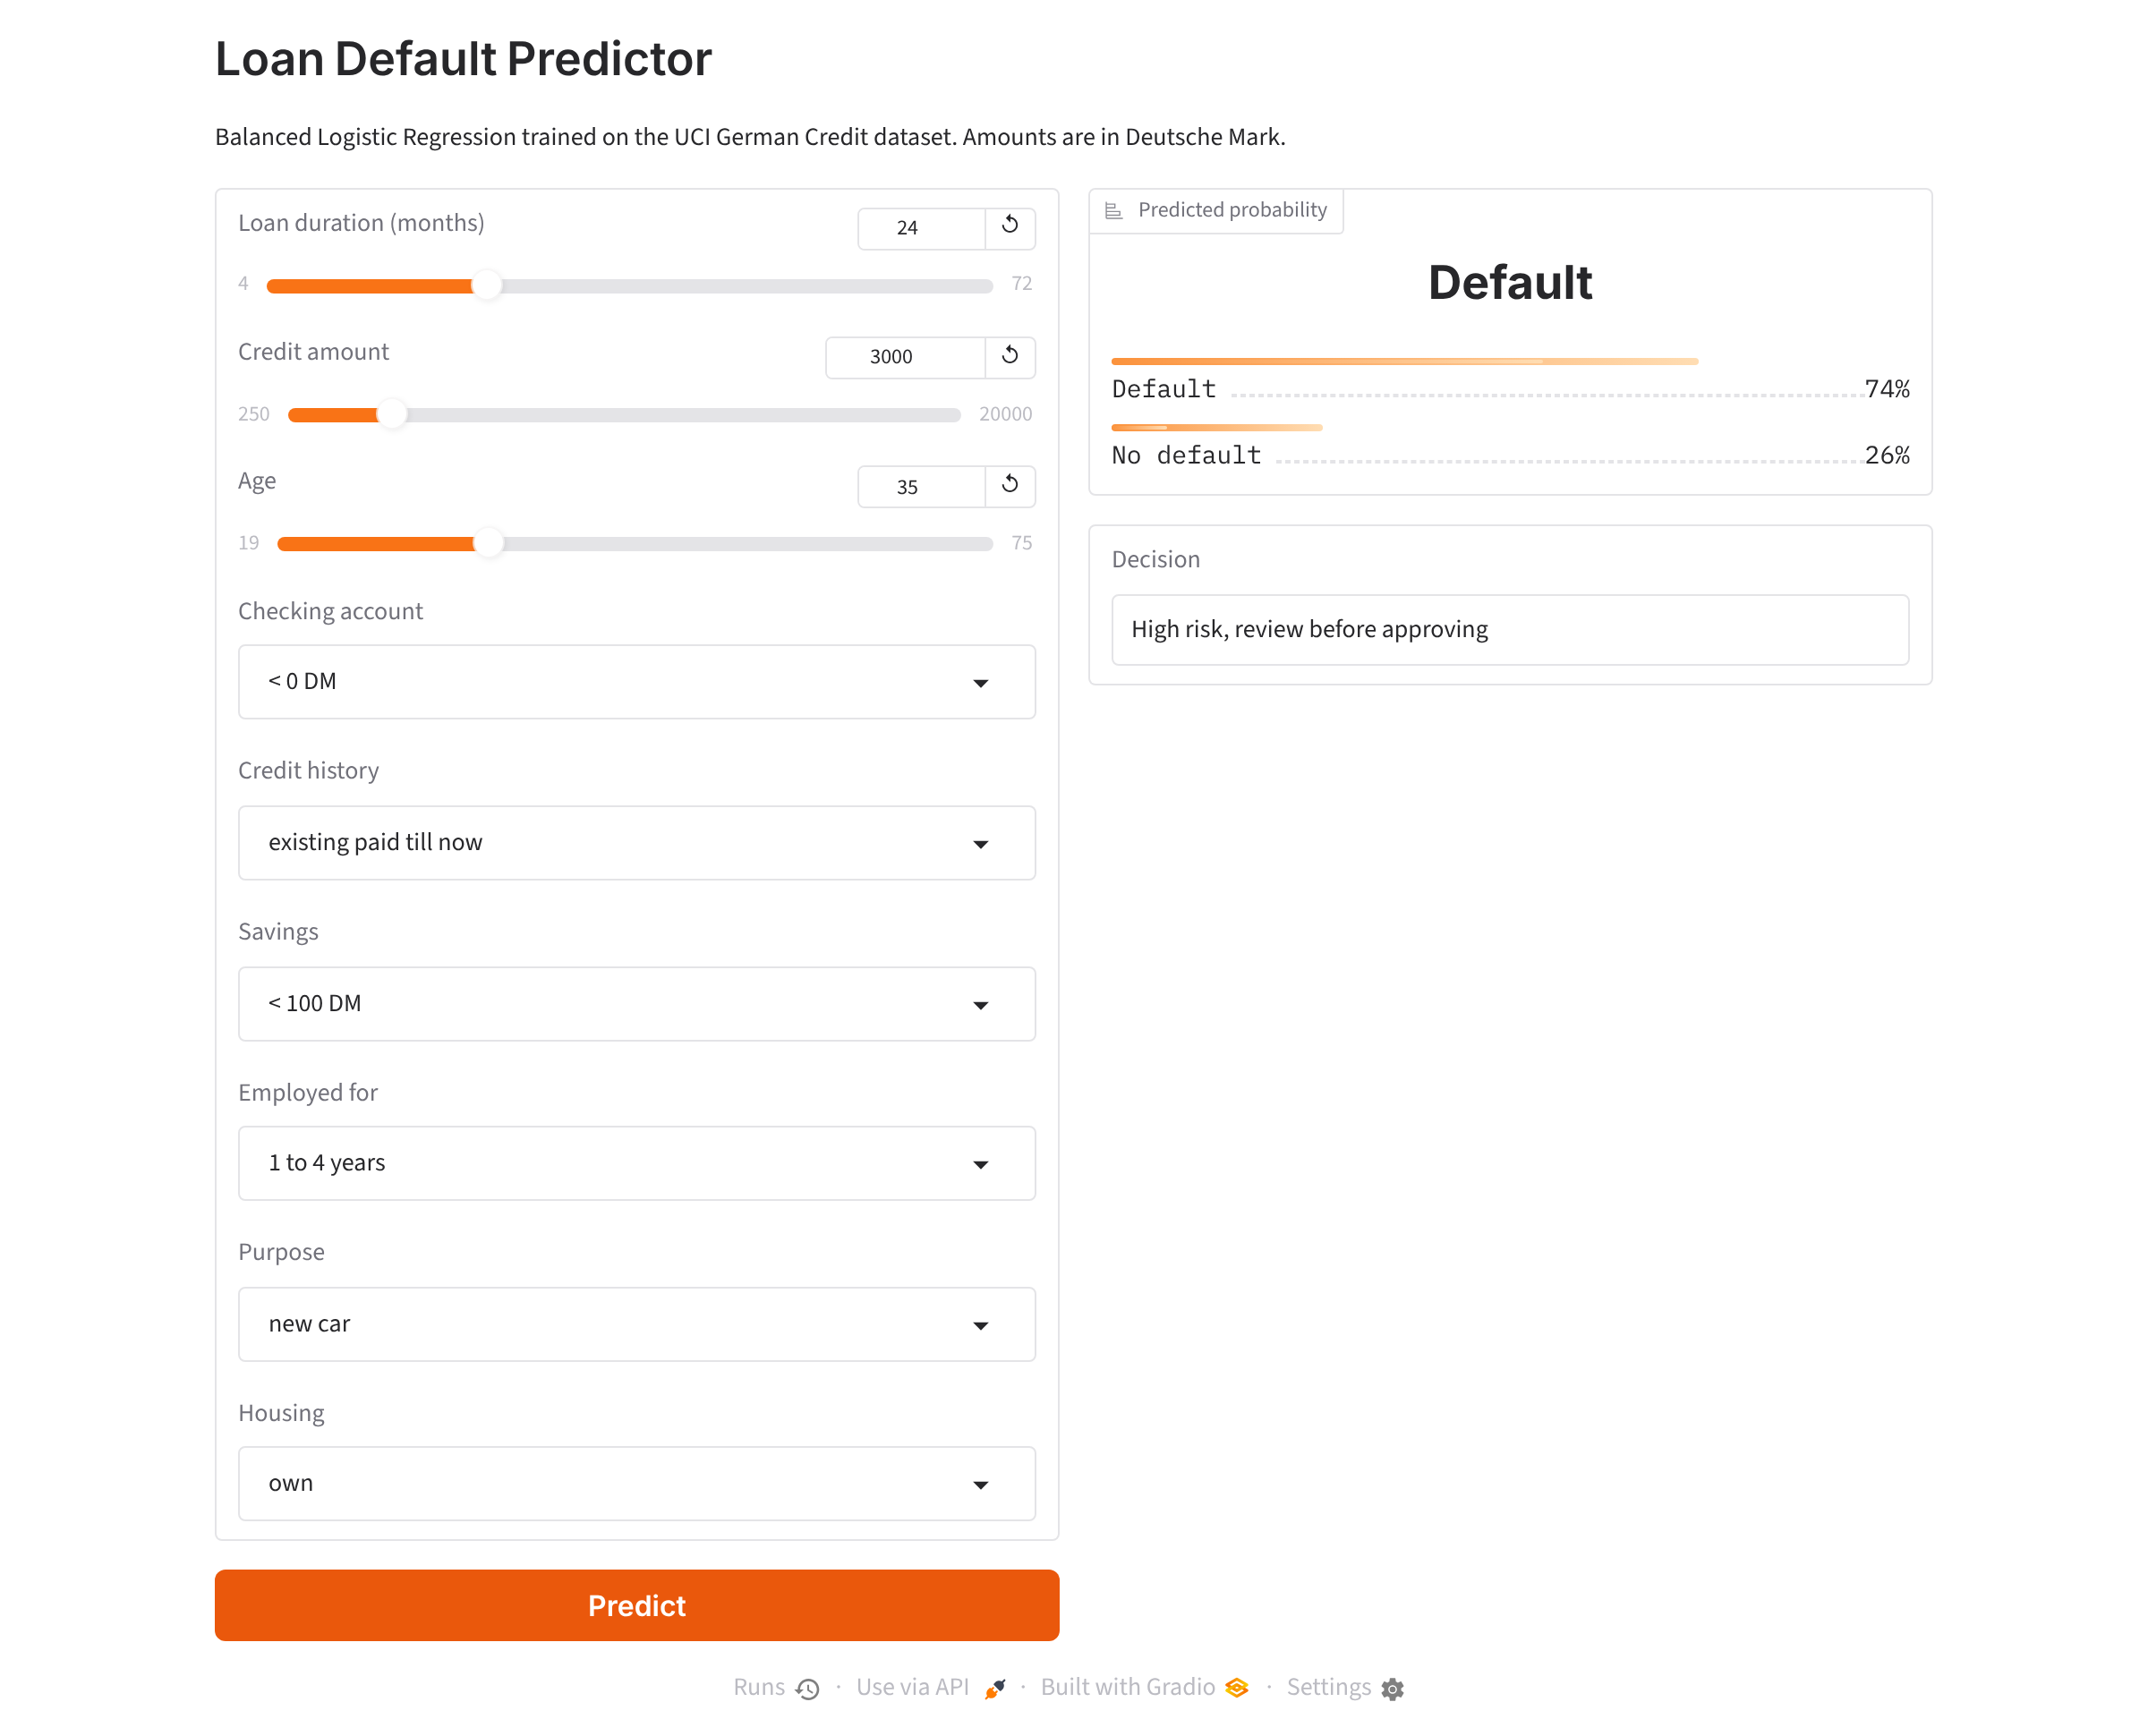 Loan Default Predictor
Balanced Logistic Regression trained on the UCI German Credit dataset. Amounts are in Deutsche Mark.
Loan duration (months)
24
4
72
Credit amount
3000
250
20000
Age
35
19
75
Checking account
< 0 DM
Credit history
existing paid till now
Savings
< 100 DM
Employed for
1 to 4 years
Purpose
new car
Housing
own
Predict
Predicted probability
Default
Default 74%
No default 26%
Decision
High risk, review before approving
Runs · Use via API · Built with Gradio · Settings